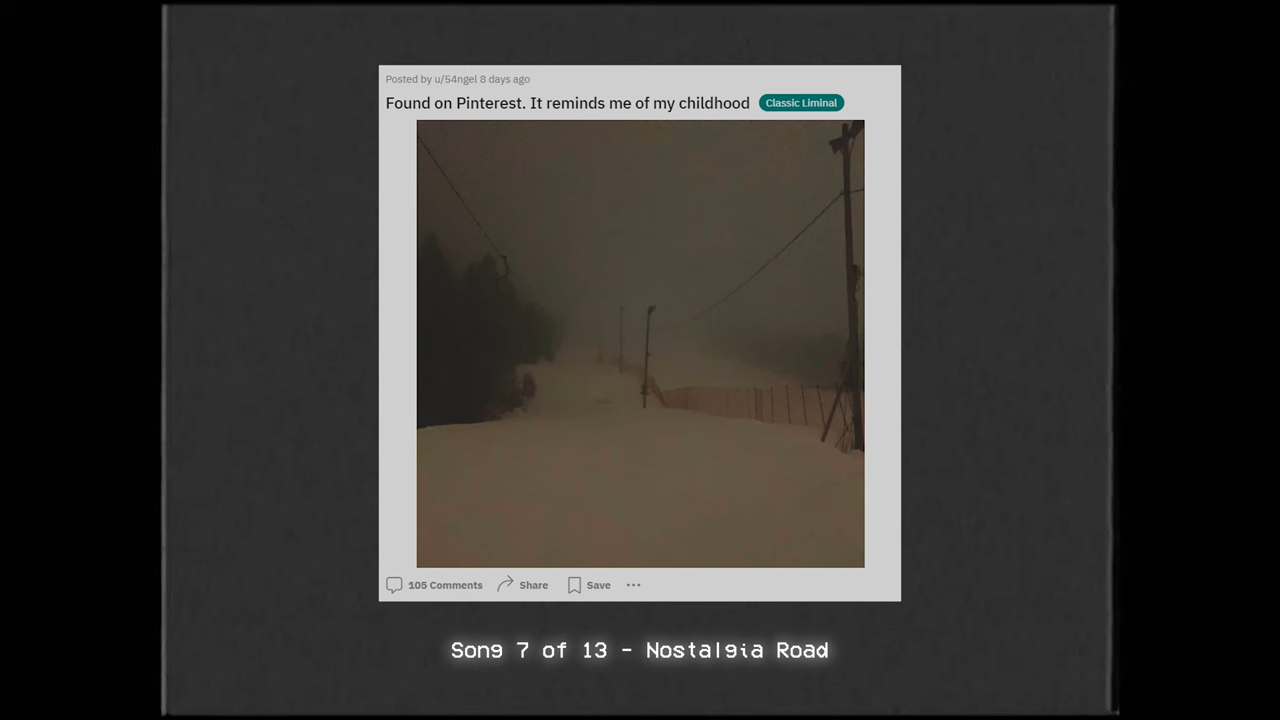 Posted by u/54ngel 8 days ago
Found on Pinterest. It reminds me of my childhood Classic Liminal
105 Comments Share Save ...
Song 7 of 13 - Nostalgia Road